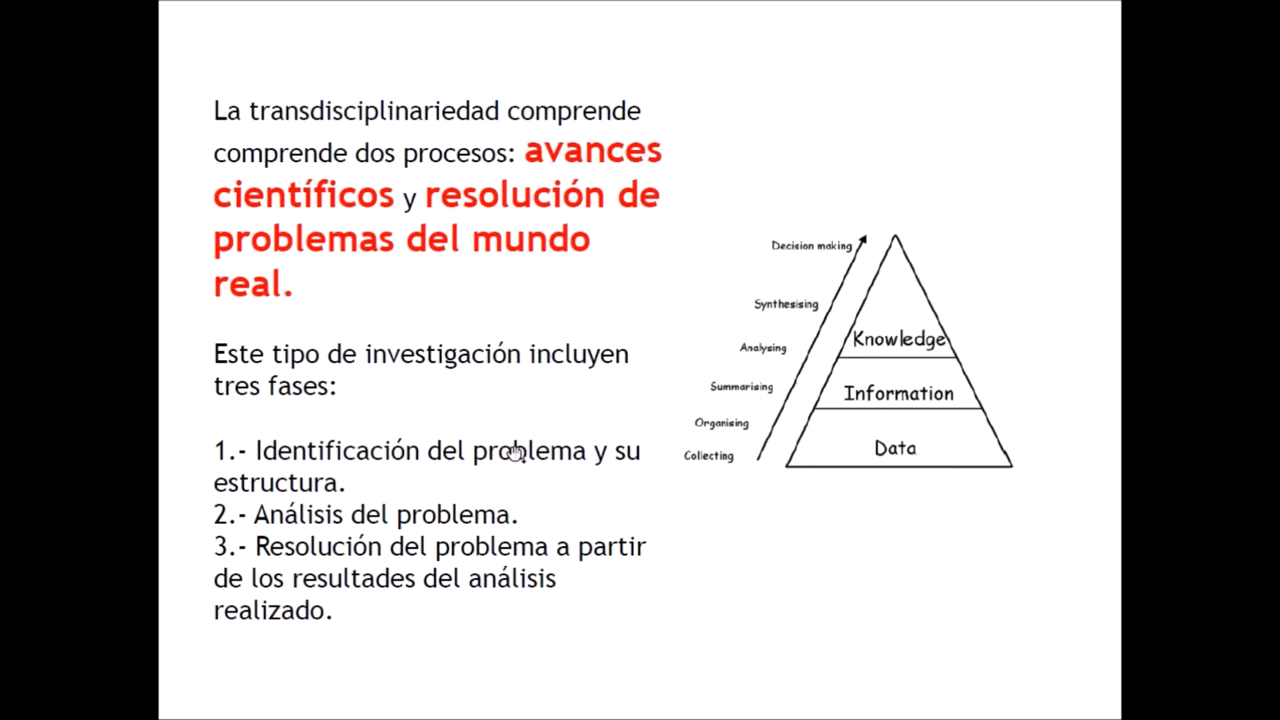 La transdisciplinariedad comprende
comprende dos procesos: avances
científicos y resolución de
problemas del mundo
real.
Este tipo de investigación incluyen
tres fases:
1.- Identificación del problema y su
estructura.
2.- Análisis del problema.
3.- Resolución del problema a partir
de los resultades del análisis
realizado.
Decision making
Synthesising
Analysing
Summarising
Organising
Collecting
Knowledge
Information
Data